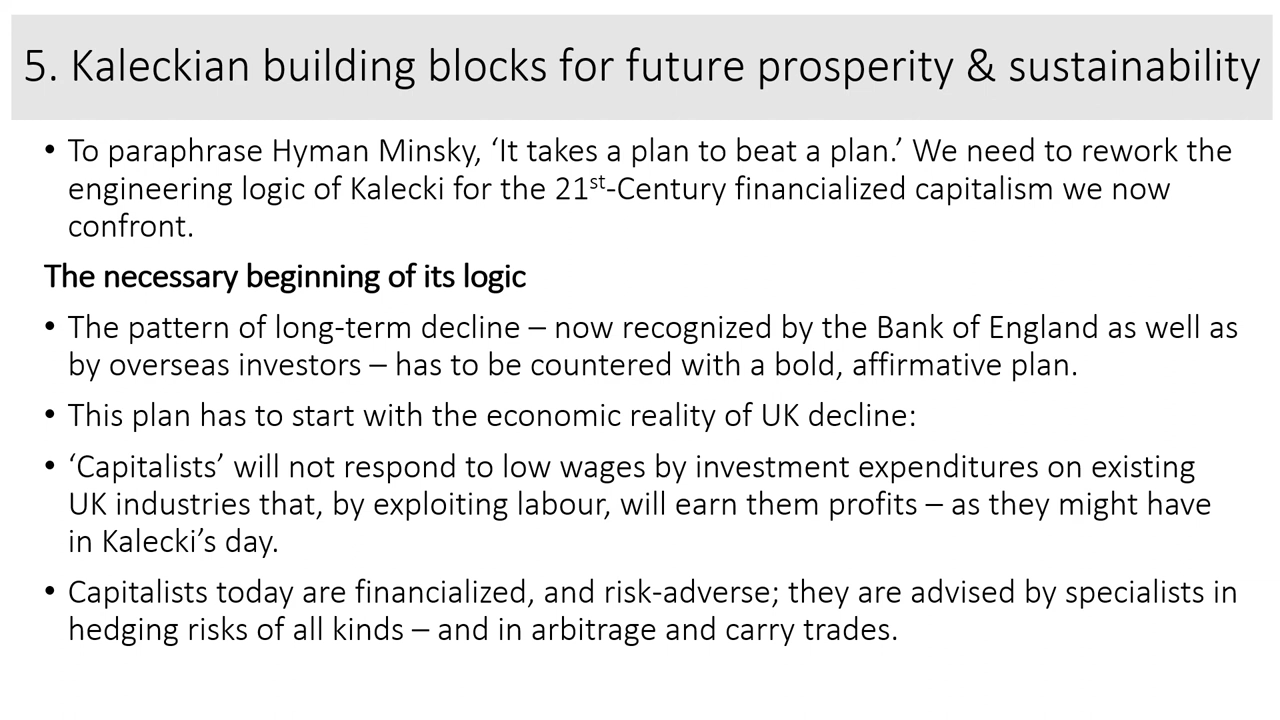 5. Kaleckian building blocks for future prosperity & sustainability
• To paraphrase Hyman Minsky, ‘It takes a plan to beat a plan.’ We need to rework the
engineering logic of Kalecki for the 21st-Century financialized capitalism we now
confront.
The necessary beginning of its logic
• The pattern of long-term decline – now recognized by the Bank of England as well as
by overseas investors – has to be countered with a bold, affirmative plan.
• This plan has to start with the economic reality of UK decline:
• ‘Capitalists’ will not respond to low wages by investment expenditures on existing
UK industries that, by exploiting labour, will earn them profits – as they might have
in Kalecki’s day.
• Capitalists today are financialized, and risk-adverse; they are advised by specialists in
hedging risks of all kinds – and in arbitrage and carry trades.